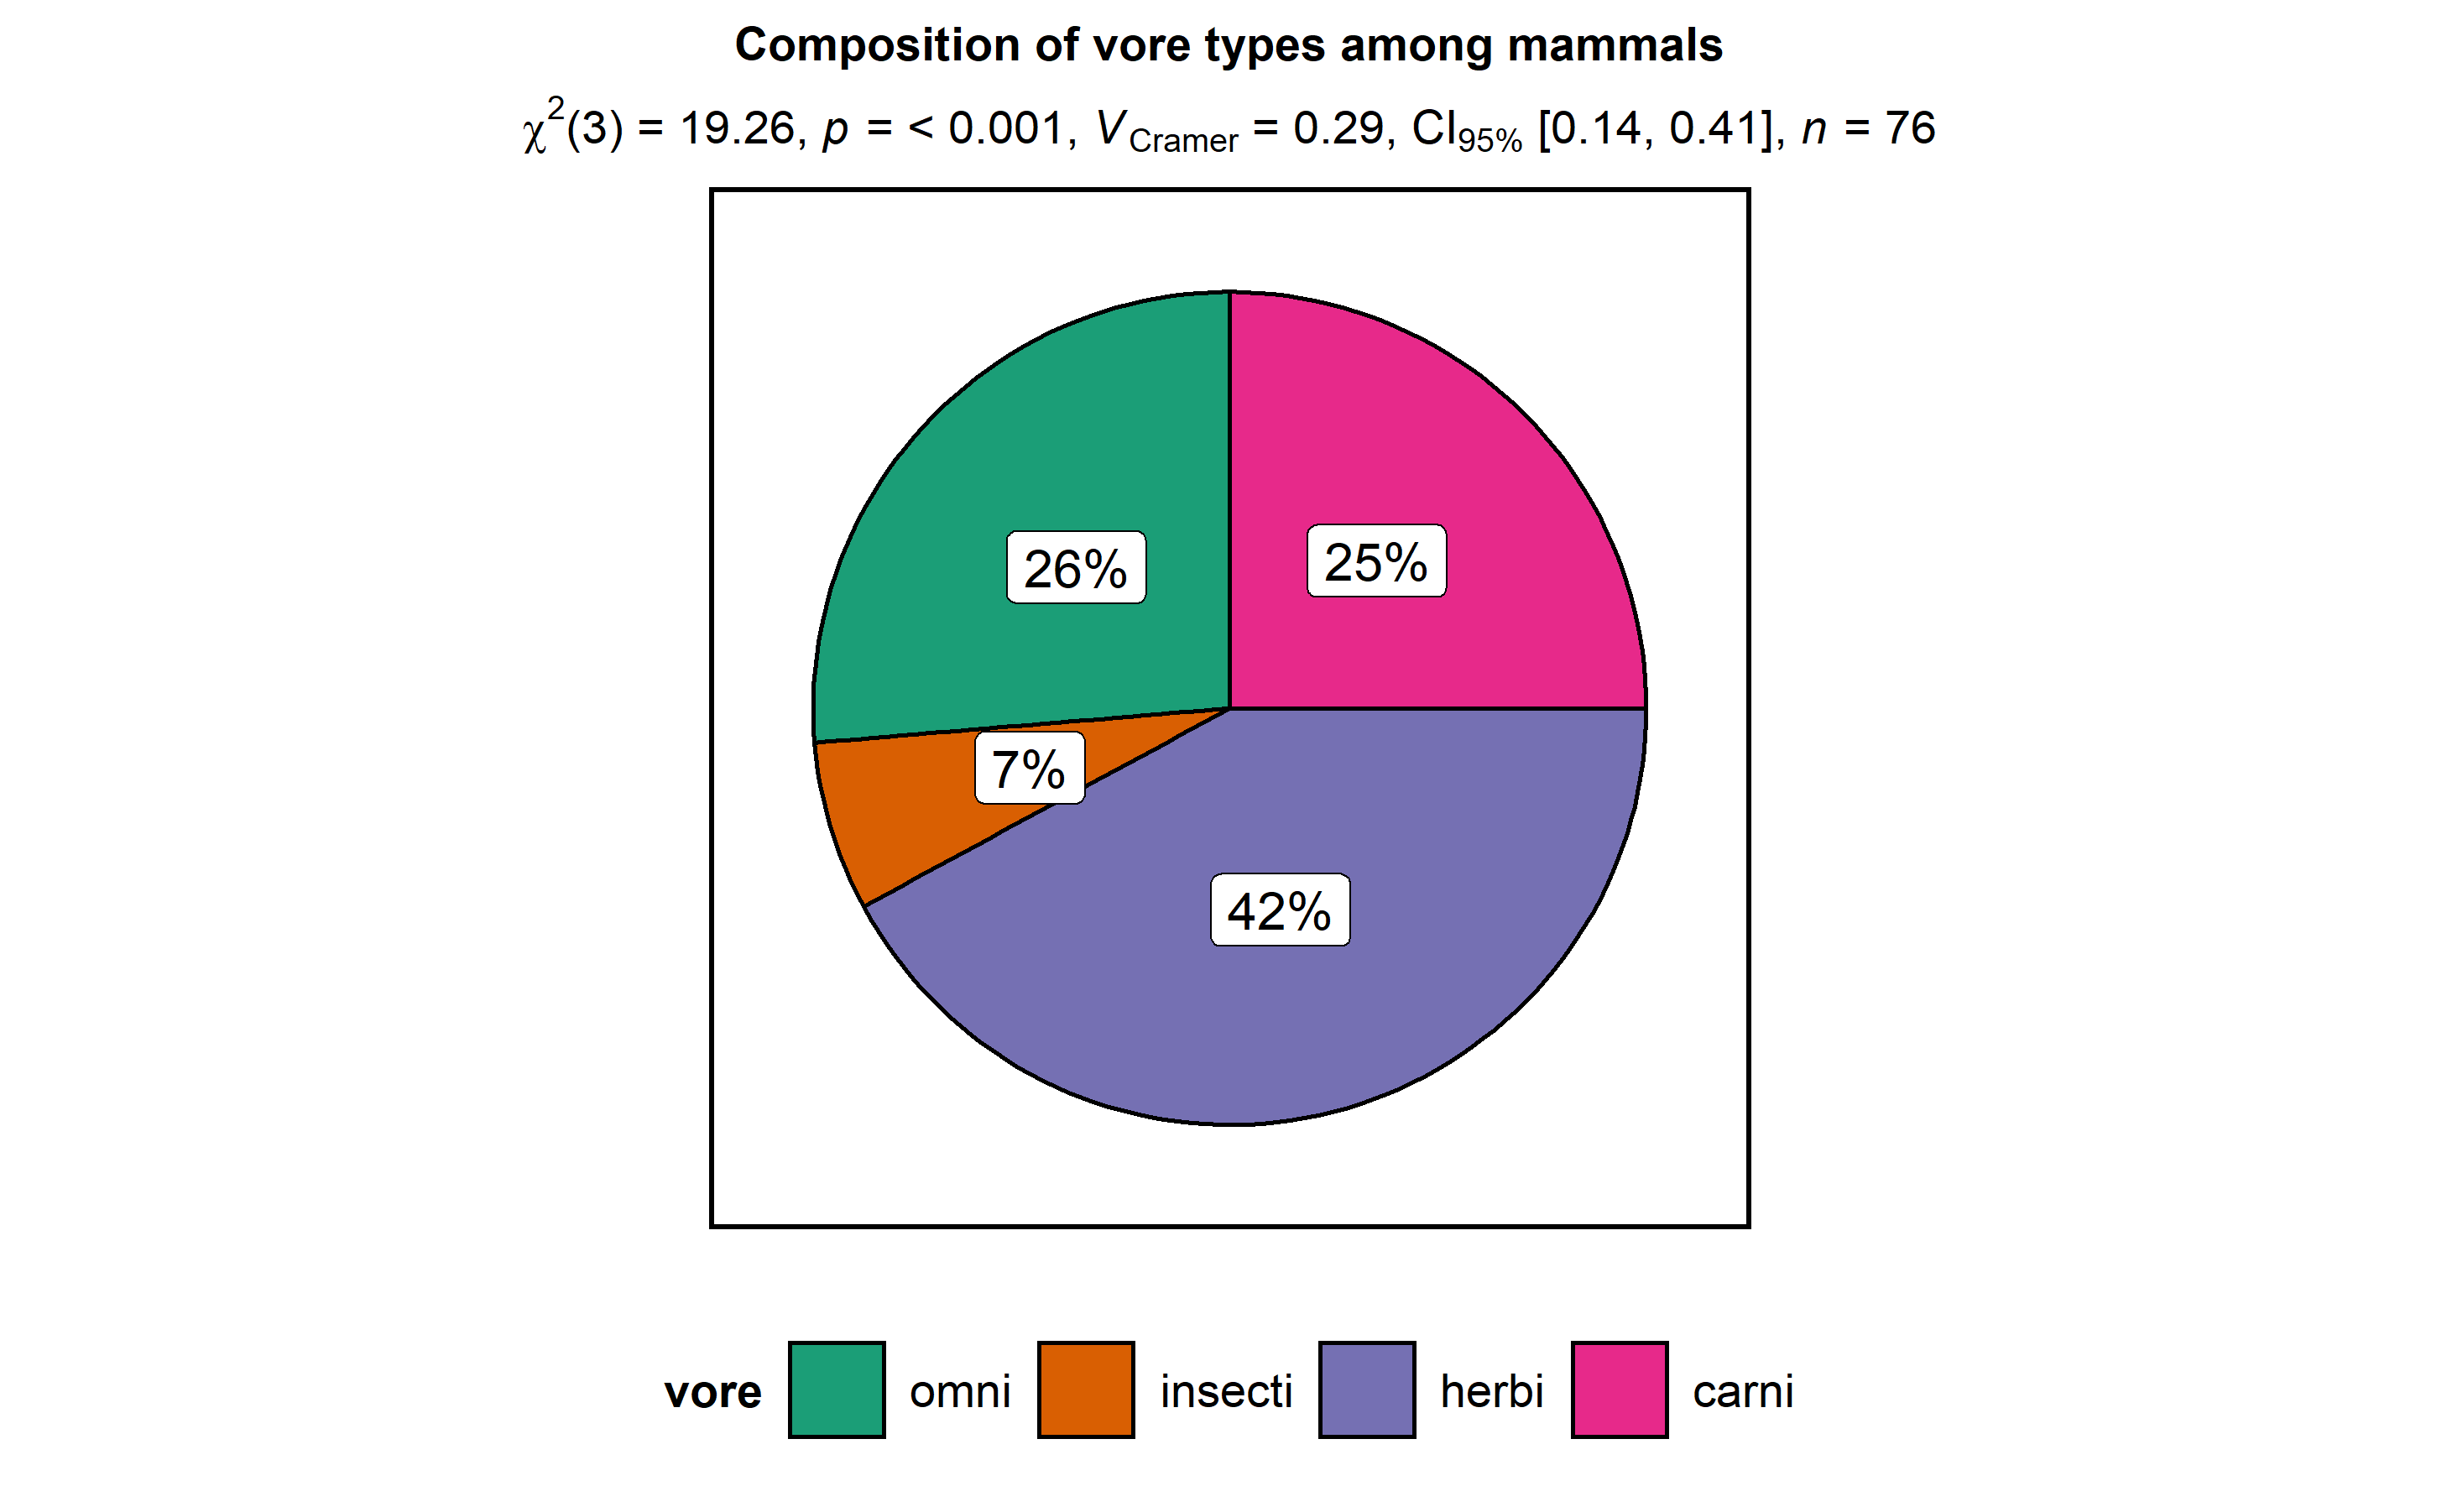 Composition of vore types among mammals
χ²(3) = 19.26, p = < 0.001, V Cramer = 0.29, CI95% [0.14, 0.41], n = 76
26%
25%
7%
42%
vore omni insecti herbi carni